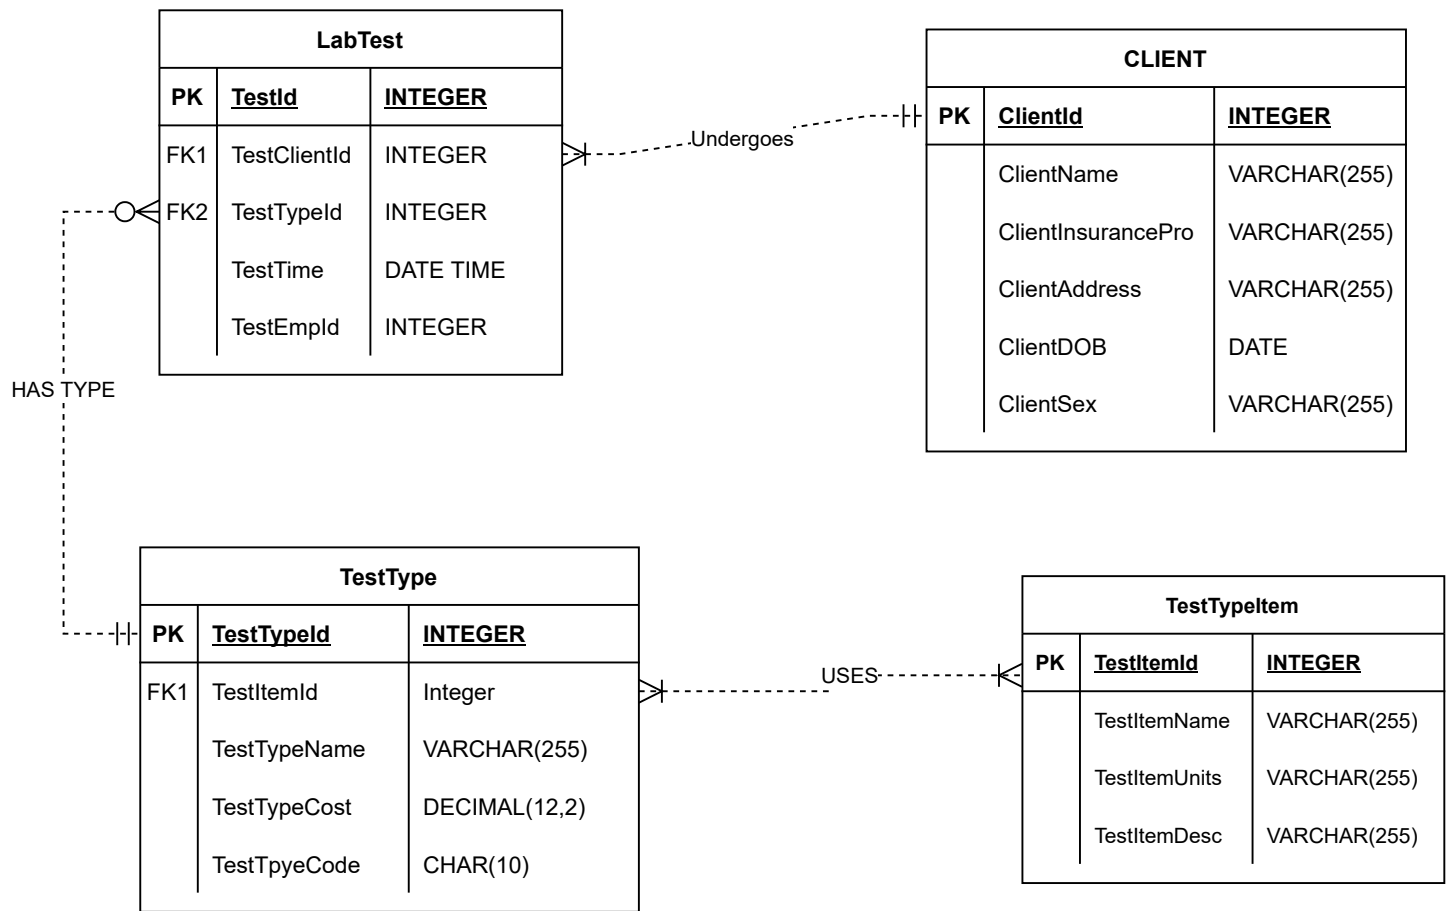 LabTest
PK TestId INTEGER
FK1 TestClientId INTEGER
FK2 TestTypeId INTEGER
TestTime DATE TIME
TestEmpId INTEGER
CLIENT
PK ClientId INTEGER
ClientName VARCHAR(255)
ClientInsurancePro VARCHAR(255)
ClientAddress VARCHAR(255)
ClientDOB DATE
ClientSex VARCHAR(255)
Undergoes
HAS TYPE
TestType
PK TestTypeId INTEGER
FK1 TestItemId Integer
TestTypeName VARCHAR(255)
TestTypeCost DECIMAL(12,2)
TestTpyeCode CHAR(10)
USES
TestTypeItem
PK TestItemId INTEGER
TestItemName VARCHAR(255)
TestItemUnits VARCHAR(255)
TestItemDesc VARCHAR(255)